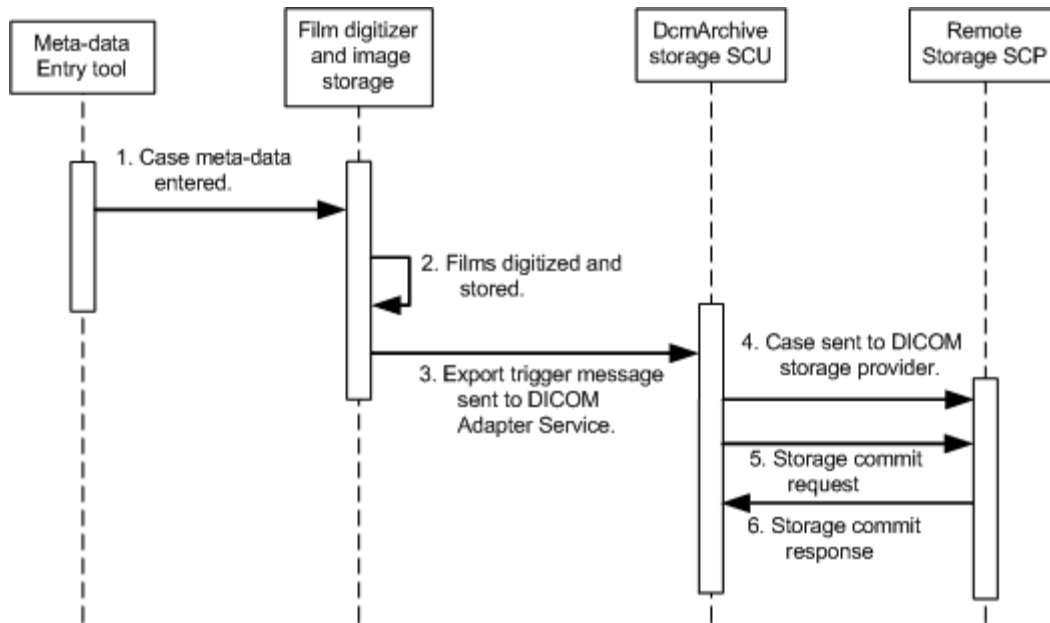 Meta-data
Entry tool
Film digitizer
and image
storage
DcmArchive
storage SCU
Remote
Storage SCP
1. Case meta-data
entered.
2. Films digitized and
stored.
3. Export trigger message
sent to DICOM
Adapter Service.
4. Case sent to DICOM
storage provider.
5. Storage commit
request
6. Storage commit
response